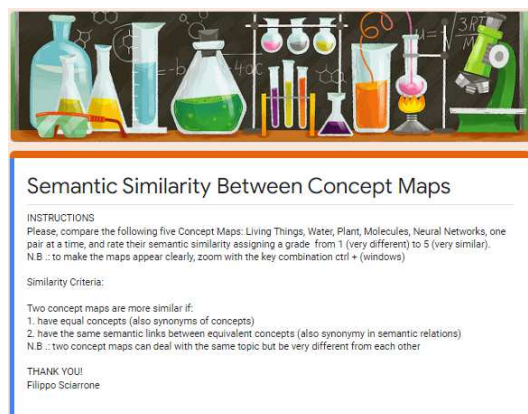 =-b
4ac
u=√3RT/M
Semantic Similarity Between Concept Maps
INSTRUCTIONS
Please, compare the following five Concept Maps: Living Things, Water, Plant, Molecules, Neural Networks, one
pair at a time, and rate their semantic similarity assigning a grade from 1 (very different) to 5 (very similar).
N.B .: to make the maps appear clearly, zoom with the key combination ctrl + (windows)
Similarity Criteria:
Two concept maps are more similar if:
1. have equal concepts (also synonyms of concepts)
2. have the same semantic links between equivalent concepts (also synonymy in semantic relations)
N.B .: two concept maps can deal with the same topic but be very different from each other
THANK YOU!
Filippo Sciarrone